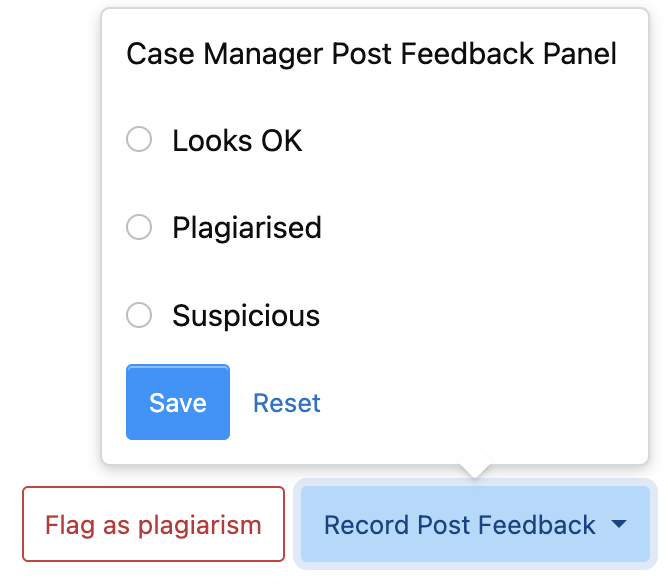 Case Manager Post Feedback Panel
Looks OK
Plagiarised
Suspicious
Save Reset
Flag as plagiarism Record Post Feedback